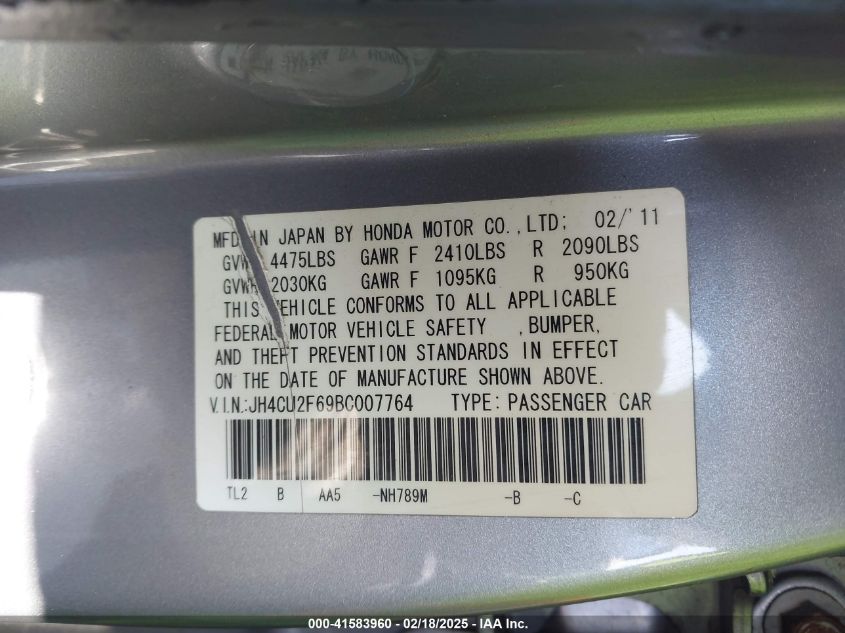 MFD. IN JAPAN BY HONDA MOTOR CO.,LTD; 02/'11
GVWR 4475LBS GAWR F 2410LBS R 2090LBS
GVWR 2030KG GAWR F 1095KG R 950KG
THIS VEHICLE CONFORMS TO ALL APPLICABLE
FEDERAL MOTOR VEHICLE SAFETY ,BUMPER,
AND THEFT PREVENTION STANDARDS IN EFFECT
ON THE DATE OF MANUFACTURE SHOWN ABOVE.
V.I.N.:JH4CU2F69BC007764 TYPE:PASSENGER CAR
TL2 B AA5 -NH789M -B -C
000-41583960 - 02/18/2025 - IAA Inc.